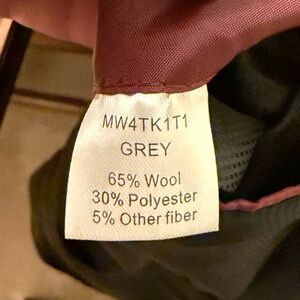 MW4TK1T1
GREY
65% Wool
30% Polyester
5% Other fiber